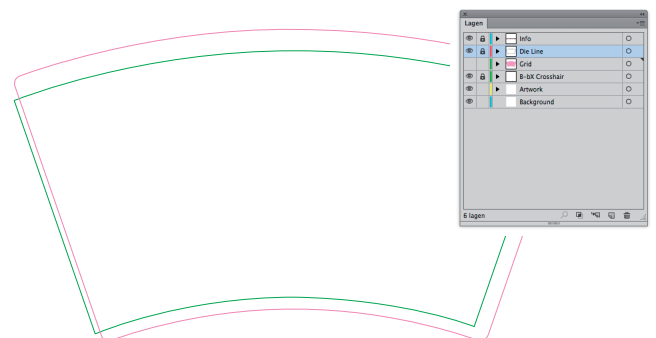 Lagen
Info
Die Line
Grid
B-bX Crosshair
Artwork
Background
6 lagen